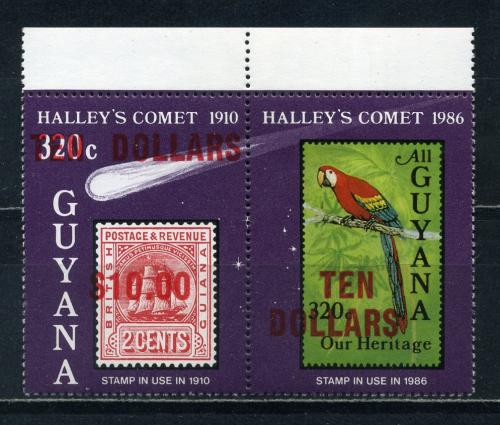 HALLEY'S COMET 1910
320c
TEN DOLLARS
GUYANA
POSTAGE & REVENUE
BRITISH
GUIANA
$10.00
2 CENTS
STAMP IN USE IN 1910
HALLEY'S COMET 1986
All
GUYANA
TEN
DOLLARS
320c
Our Heritage
STAMP IN USE IN 1986